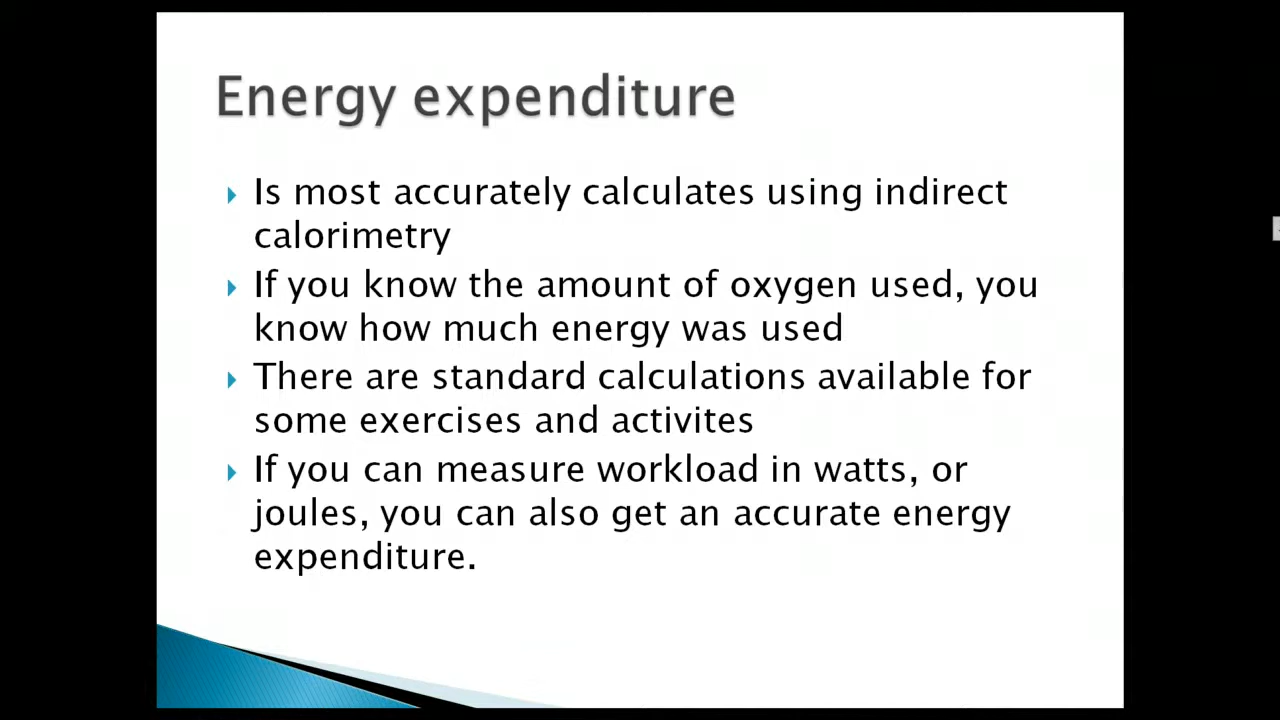 Energy expenditure
Is most accurately calculates using indirect
calorimetry
If you know the amount of oxygen used, you
know how much energy was used
There are standard calculations available for
some exercises and activites
If you can measure workload in watts, or
joules, you can also get an accurate energy
expenditure.